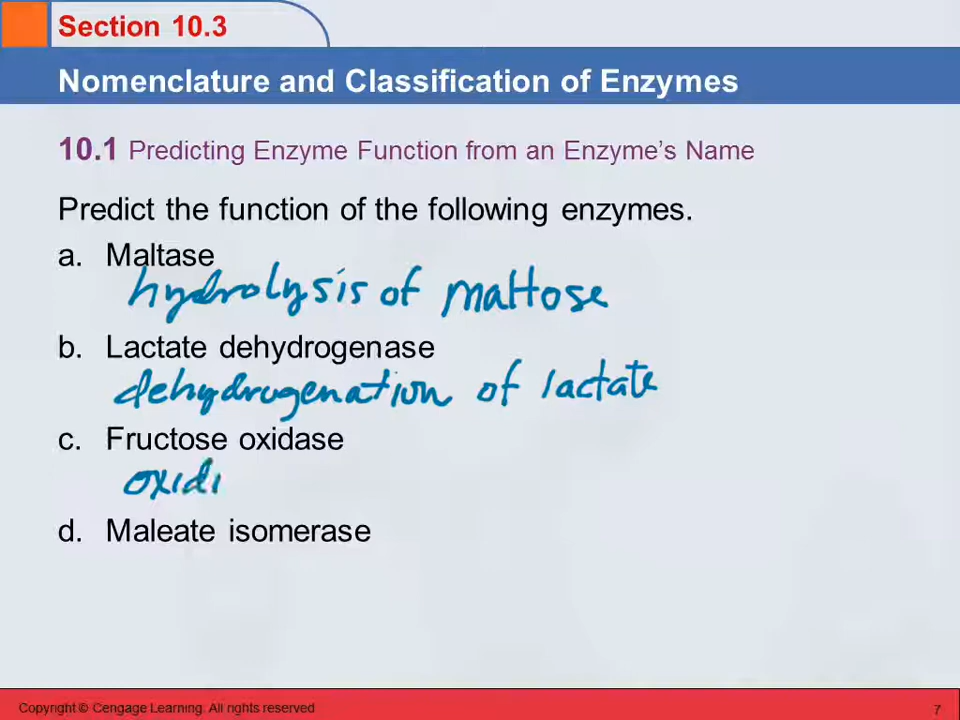 Section 10.3
Nomenclature and Classification of Enzymes
10.1 Predicting Enzyme Function from an Enzyme's Name
Predict the function of the following enzymes.
a. Maltase
hydrolysis of maltose
b. Lactate dehydrogenase
dehydrogenation of lactate
c. Fructose oxidase
oxidi
d. Maleate isomerase
Copyright © Cengage Learning. All rights reserved 7